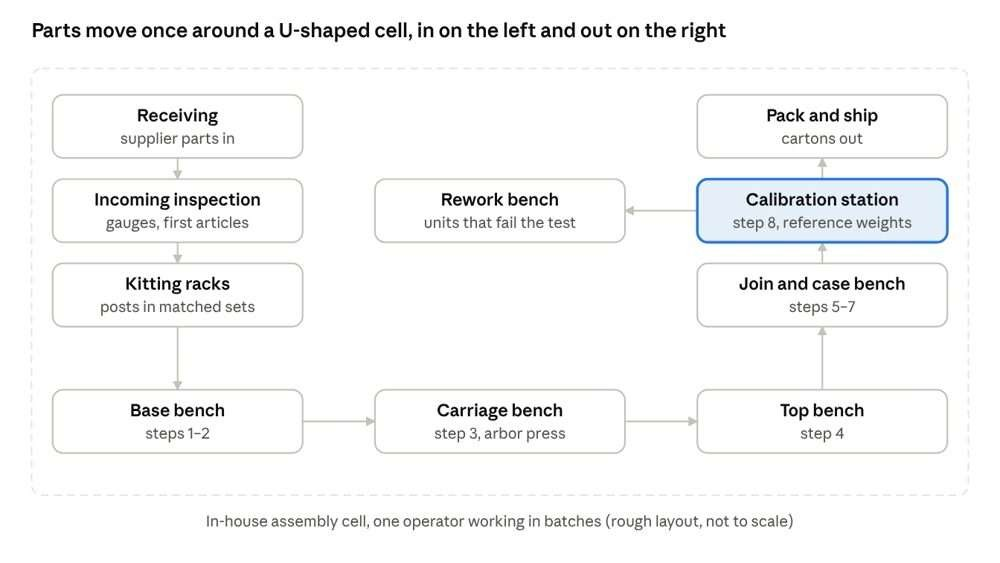 Parts move once around a U-shaped cell, in on the left and out on the right
Receiving
supplier parts in
Pack and ship
cartons out
Incoming inspection
gauges, first articles
Rework bench
units that fail the test
Calibration station
step 8, reference weights
Kitting racks
posts in matched sets
Join and case bench
steps 5–7
Base bench
steps 1–2
Carriage bench
step 3, arbor press
Top bench
step 4
In-house assembly cell, one operator working in batches (rough layout, not to scale)